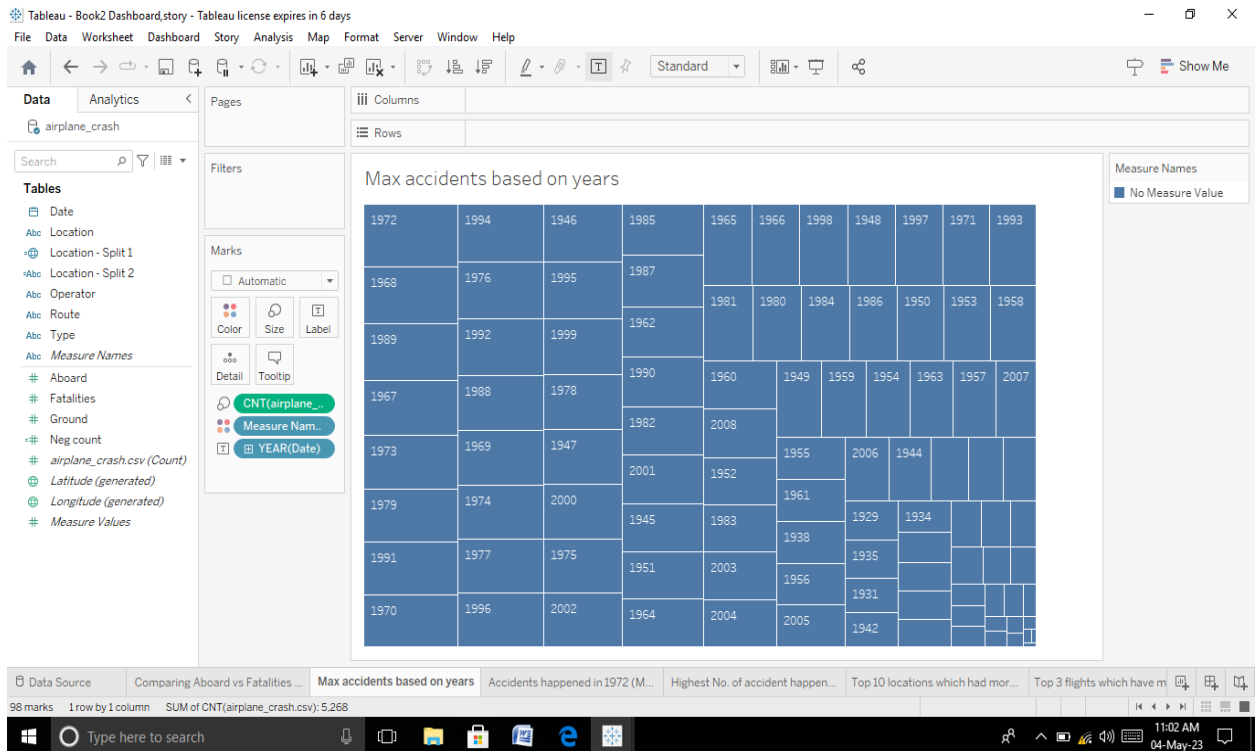 Tableau - Book2 Dashboard,story - Tableau license expires in 6 days
File Data Worksheet Dashboard Story Analysis Map Format Server Window Help
Standard
Show Me
Data Analytics
airplane_crash
Search
Tables
Date
Abc Location
=Location - Split 1
=Abc Location - Split 2
Abc Operator
Abc Route
Abc Type
Abc Measure Names
# Aboard
# Fatalities
# Ground
=# Neg count
# airplane_crash.csv (Count)
Latitude (generated)
Longitude (generated)
# Measure Values
Pages
Filters
Marks
Automatic
Color Size Label
Detail Tooltip
CNT(airplane_..
Measure Nam..
YEAR(Date)
Columns
Rows
Max accidents based on years
1972 1994 1946 1985 1965 1966 1998 1948 1997 1971 1993
1968 1976 1995 1987 1981 1980 1984 1986 1950 1953 1958
1989 1992 1999 1962
1967 1988 1978 1990 1960 1949 1959 1954 1963 1957 2007
1973 1969 1947 1982 2008
1979 1974 2000 2001 1952 1955 2006 1944
1991 1977 1975 1945 1983 1961 1929 1934
1970 1996 2002 1951 2003 1938 1935
1964 2004 1956 1931
2005 1942
Measure Names
No Measure Value
Data Source Comparing Aboard vs Fatalities ... Max accidents based on years Accidents happened in 1972 (M... Highest No. of accident happen... Top 10 locations which had mor... Top 3 flights which have m
98 marks 1 row by 1 column SUM of CNT(airplane_crash.csv): 5,268
Type here to search
11:02 AM
04-May-23